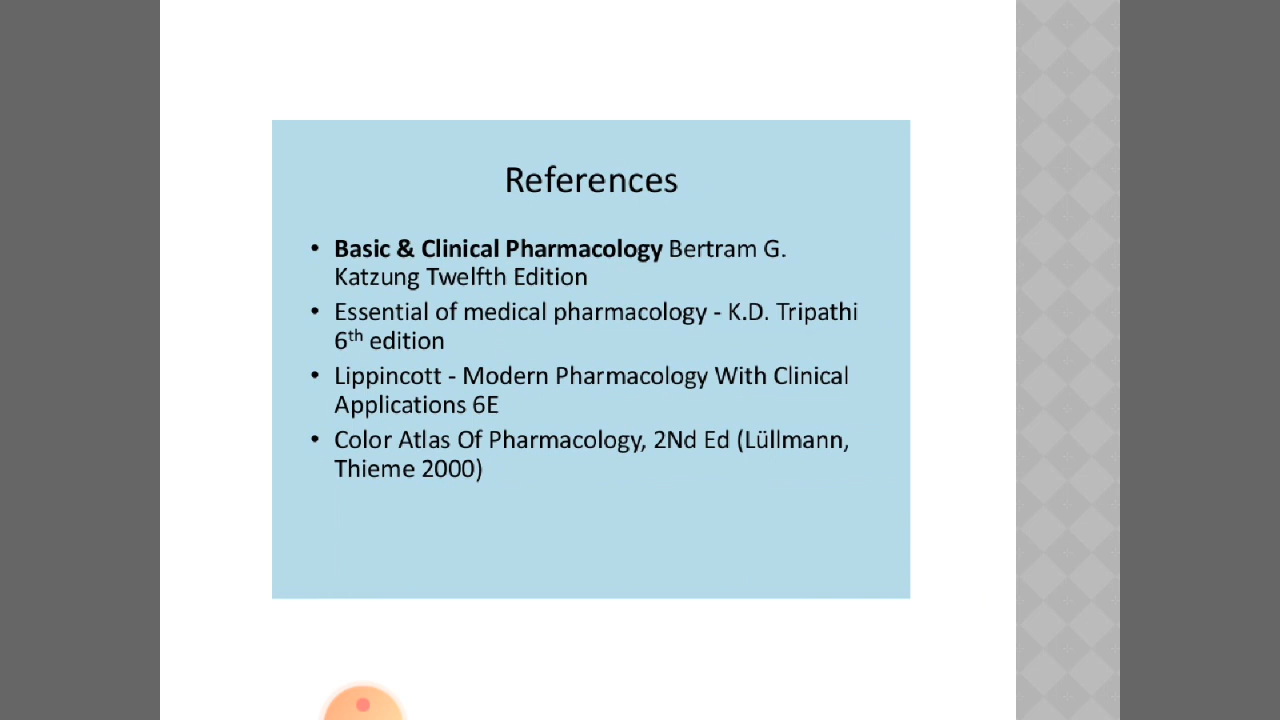 References
• Basic & Clinical Pharmacology Bertram G.
Katzung Twelfth Edition
• Essential of medical pharmacology - K.D. Tripathi
6th edition
• Lippincott - Modern Pharmacology With Clinical
Applications 6E
• Color Atlas Of Pharmacology, 2Nd Ed (Lüllmann,
Thieme 2000)